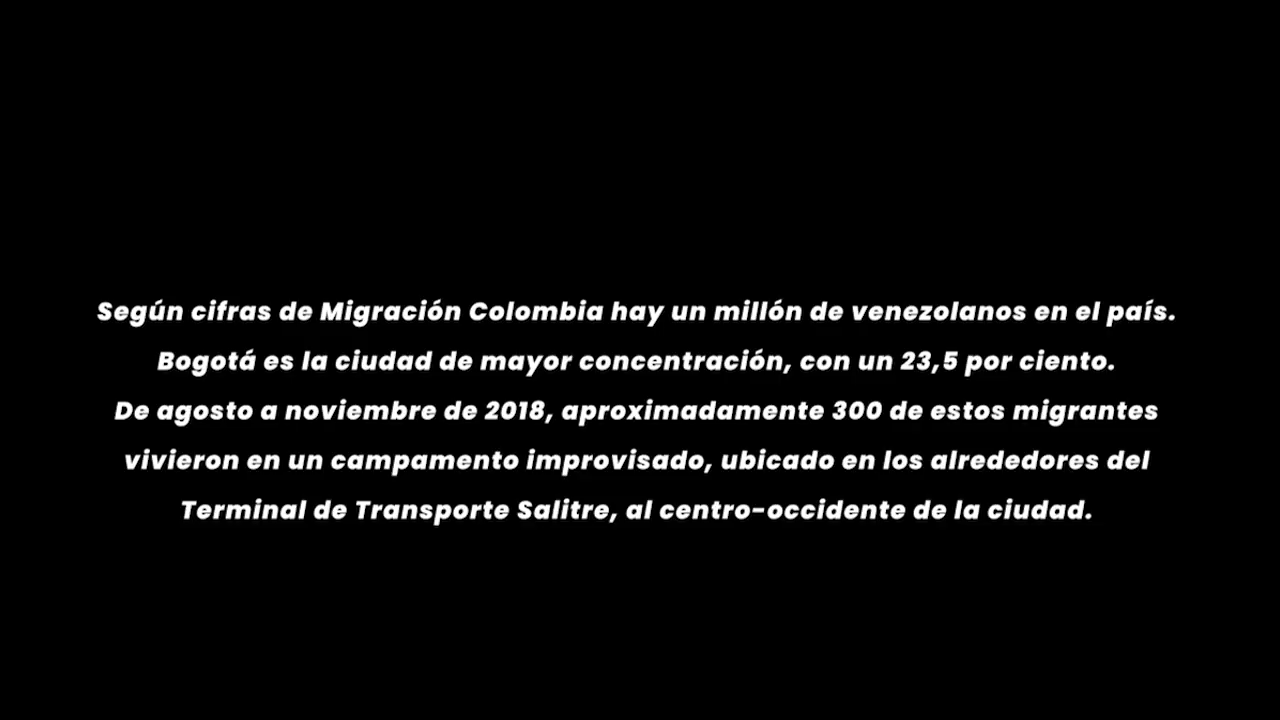 Según cifras de Migración Colombia hay un millón de venezolanos en el país.
Bogotá es la ciudad de mayor concentración, con un 23,5 por ciento.
De agosto a noviembre de 2018, aproximadamente 300 de estos migrantes
vivieron en un campamento improvisado, ubicado en los alrededores del
Terminal de Transporte Salitre, al centro-occidente de la ciudad.